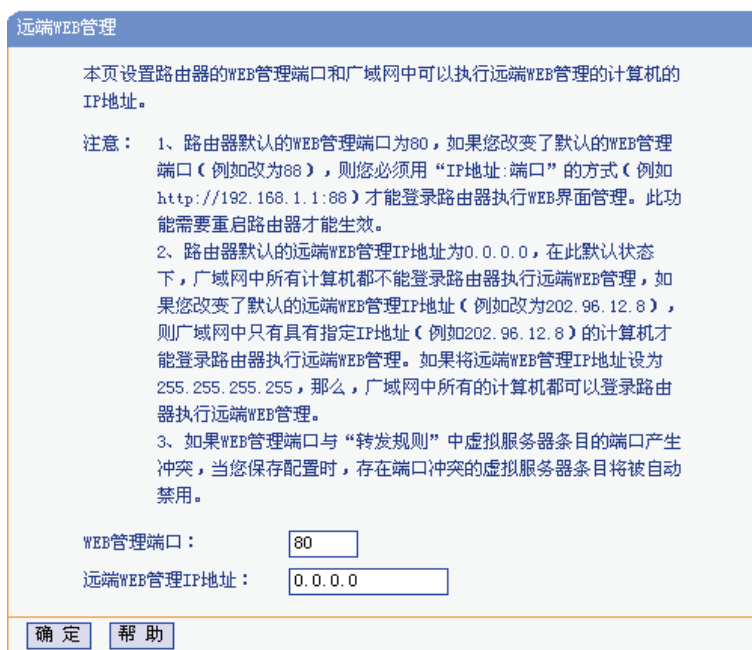 远端WEB管理
本页设置路由器的WEB管理端口和广域网中可以执行远端WEB管理的计算机的
IP地址。
注意： 1、路由器默认的WEB管理端口为80，如果您改变了默认的WEB管理
端口（例如改为88），则您必须用“IP地址:端口”的方式（例如
http://192.168.1.1:88）才能登录路由器执行WEB界面管理。此功
能需要重启路由器才能生效。
2、路由器默认的远端WEB管理IP地址为0.0.0.0，在此默认状态
下，广域网中所有计算机都不能登录路由器执行远端WEB管理，如
果您改变了默认的远端WEB管理IP地址（例如改为202.96.12.8），
则广域网中只有具有指定IP地址（例如202.96.12.8）的计算机才
能登录路由器执行远端WEB管理。如果将远端WEB管理IP地址设为
255.255.255.255，那么，广域网中所有的计算机都可以登录路由
器执行远端WEB管理。
3、如果WEB管理端口与“转发规则”中虚拟服务器条目的端口产生
冲突，当您保存配置时，存在端口冲突的虚拟服务器条目将被自动
禁用。
WEB管理端口： 80
远端WEB管理IP地址： 0.0.0.0
确 定 帮 助